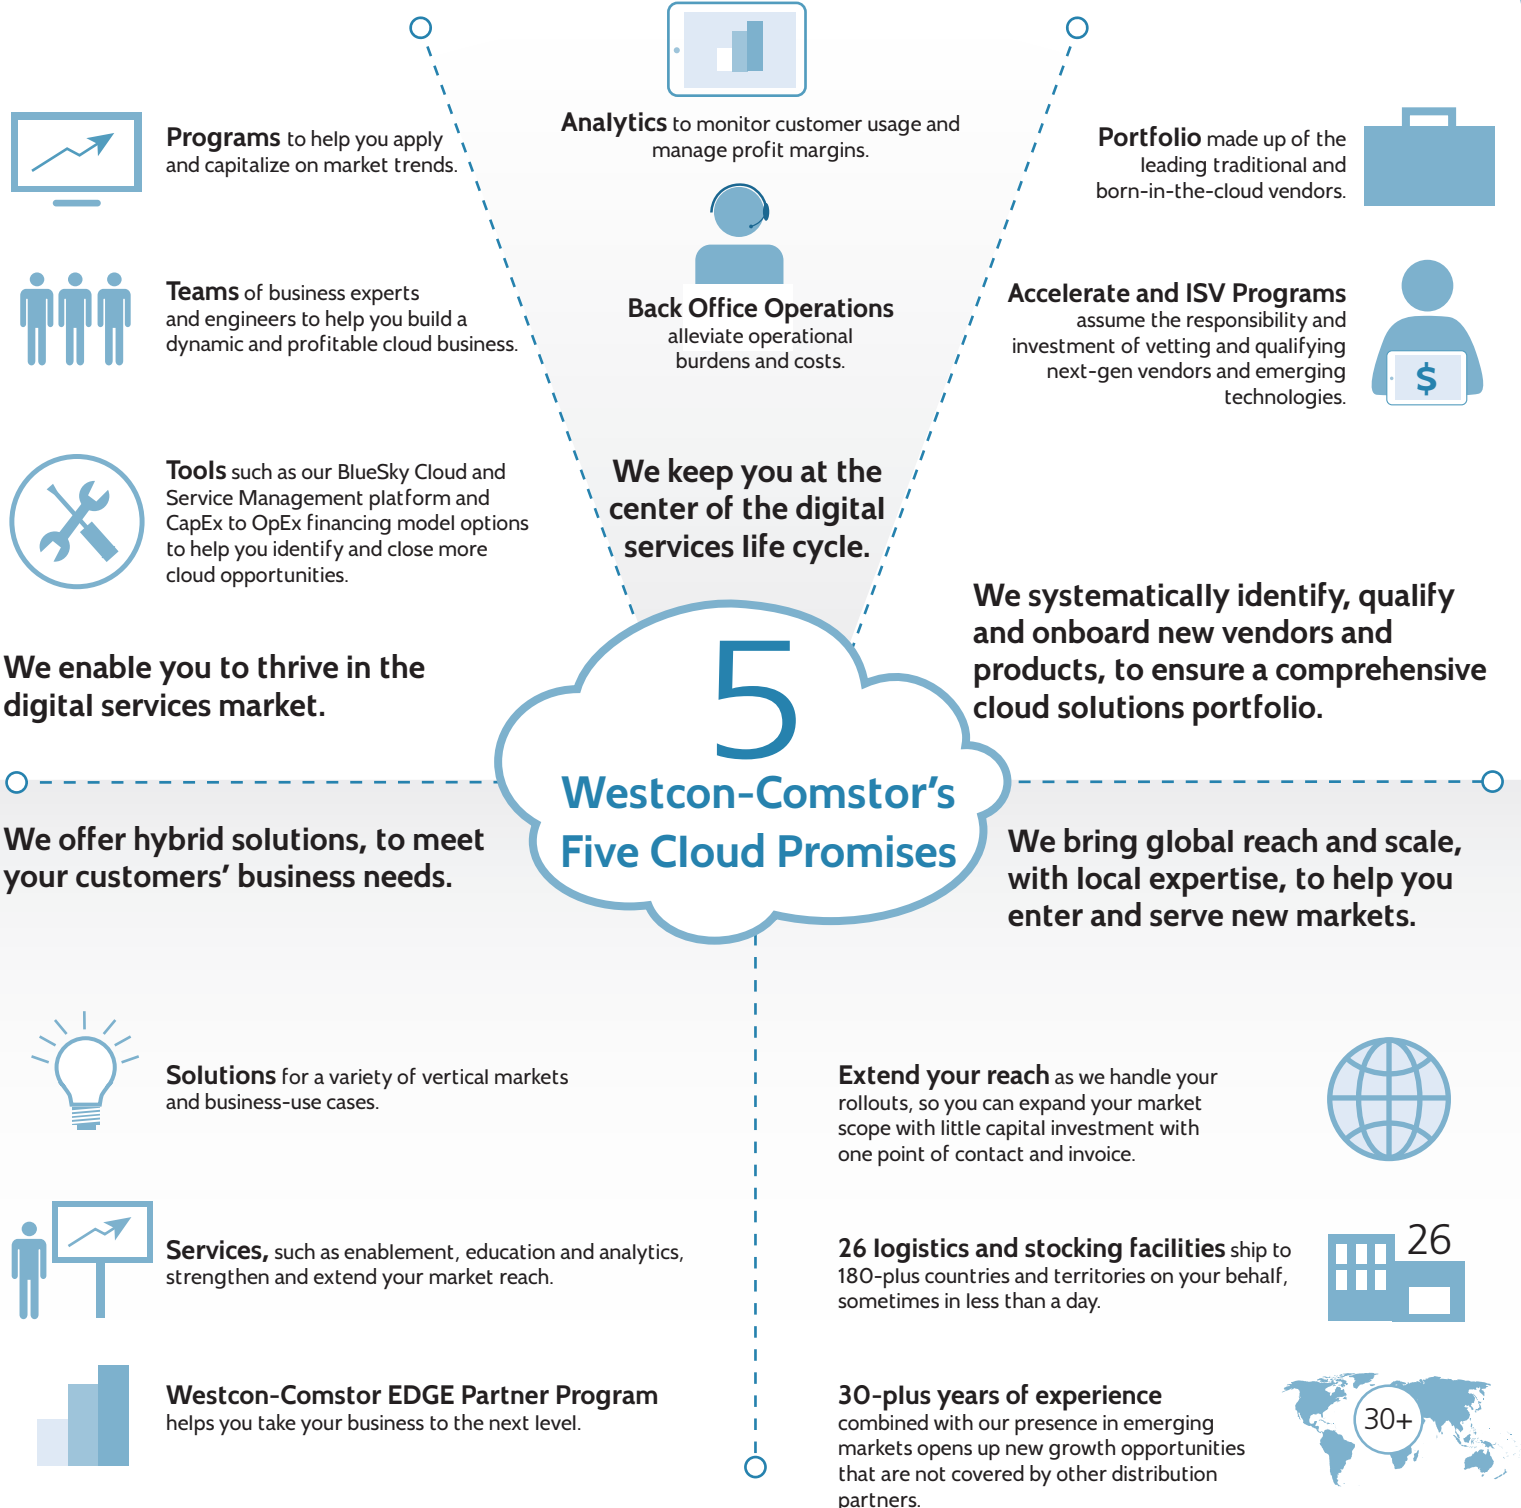 Programs to help you apply
and capitalize on market trends.
Teams of business experts
and engineers to help you build a
dynamic and profitable cloud business.
Tools such as our BlueSky Cloud and
Service Management platform and
CapEx to OpEx financing model options
to help you identify and close more
cloud opportunities.
We enable you to thrive in the
digital services market.
Analytics to monitor customer usage and
manage profit margins.
Back Office Operations
alleviate operational
burdens and costs.
We keep you at the
center of the digital
services life cycle.
Portfolio made up of the
leading traditional and
born-in-the-cloud vendors.
Accelerate and ISV Programs
assume the responsibility and
investment of vetting and qualifying
next-gen vendors and emerging
technologies.
$
We systematically identify, qualify
and onboard new vendors and
products, to ensure a comprehensive
cloud solutions portfolio.
5
Westcon-Comstor's
Five Cloud Promises
We offer hybrid solutions, to meet
your customers' business needs.
Solutions for a variety of vertical markets
and business-use cases.
Services, such as enablement, education and analytics,
strengthen and extend your market reach.
Westcon-Comstor EDGE Partner Program
helps you take your business to the next level.
We bring global reach and scale,
with local expertise, to help you
enter and serve new markets.
Extend your reach as we handle your
rollouts, so you can expand your market
scope with little capital investment with
one point of contact and invoice.
26 logistics and stocking facilities ship to
180-plus countries and territories on your behalf,
sometimes in less than a day.
26
30-plus years of experience
combined with our presence in emerging
markets opens up new growth opportunities
that are not covered by other distribution
partners.
30+